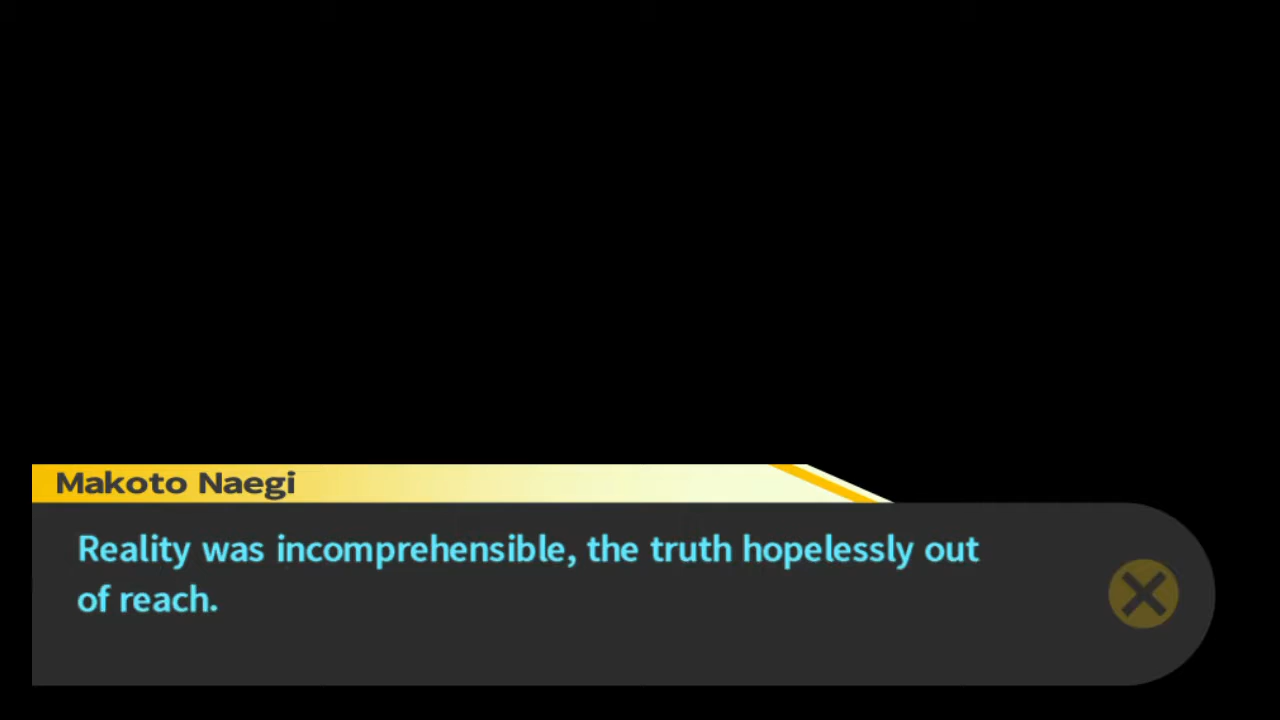 Makoto Naegi
Reality was incomprehensible, the truth hopelessly out
of reach.